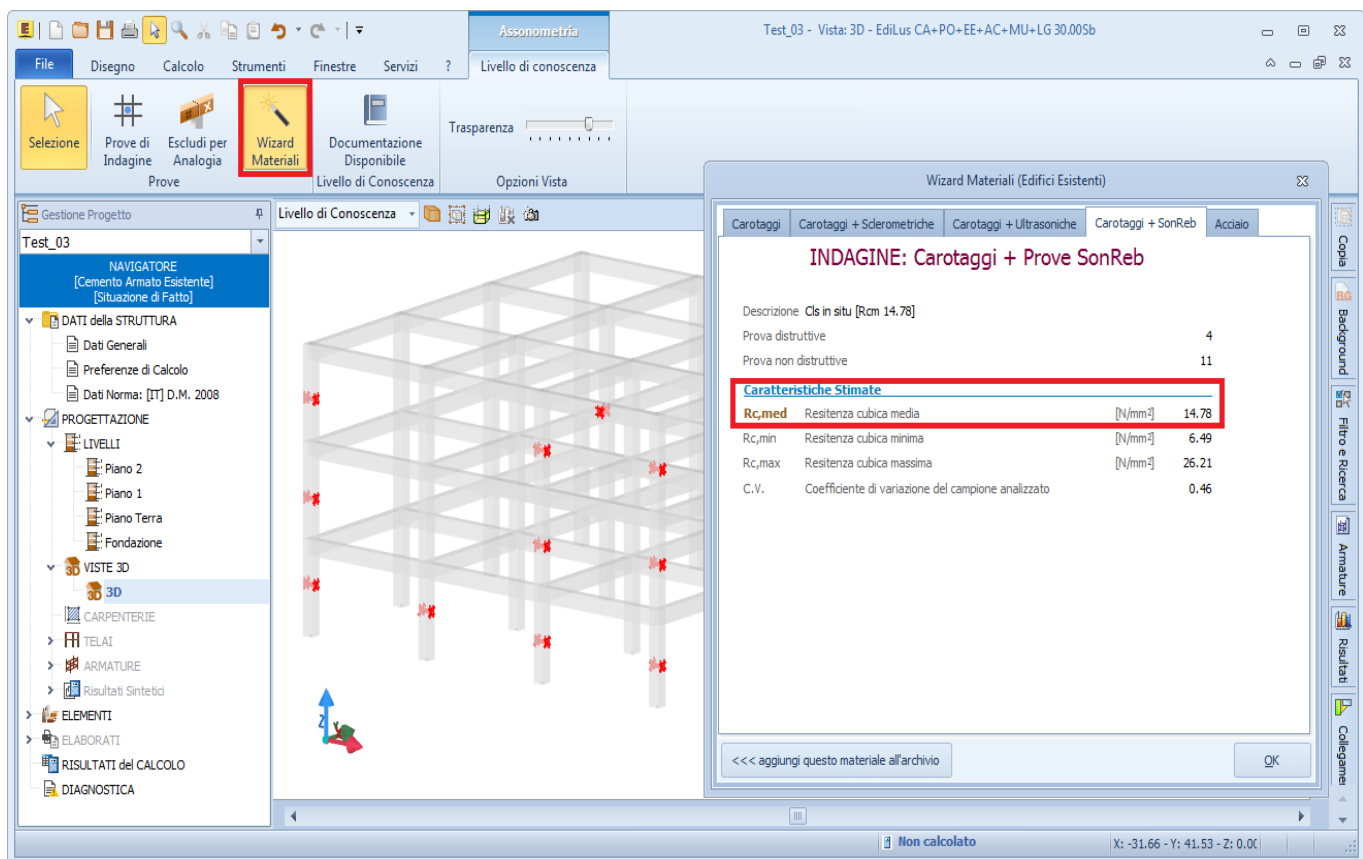 Assonometria
Test_03 - Vista: 3D - EdiLus CA+PO+EE+AC+MU+LG 30.00Sb
File Disegno Calcolo Strumenti Finestre Servizi ? Livello di conoscenza
Selezione
Prove di
Indagine
Escludi per
Analogia
Wizard
Materiali
Documentazione
Disponibile
Trasparenza
Prove
Livello di Conoscenza
Opzioni Vista
Gestione Progetto
Test_03
NAVIGATORE
[Cemento Armato Esistente]
[Situazione di Fatto]
DATI della STRUTTURA
Dati Generali
Preferenze di Calcolo
Dati Norma: [IT] D.M. 2008
PROGETTAZIONE
LIVELLI
Piano 2
Piano 1
Piano Terra
Fondazione
VISTE 3D
3D
CARPENTERIE
TELAI
ARMATURE
Risultati Sintetici
ELEMENTI
ELABORATI
RISULTATI del CALCOLO
DIAGNOSTICA
Livello di Conoscenza
Z
Y
Wizard Materiali (Edifici Esistenti)
Carotaggi Carotaggi + Sclerometriche Carotaggi + Ultrasoniche Carotaggi + SonReb Acciaio
INDAGINE: Carotaggi + Prove SonReb
Descrizione Cls in situ [Rcm 14.78]
Prova distruttive 4
Prova non distruttive 11
Caratteristiche Stimate
Rc,med Resitenza cubica media [N/mm²] 14.78
Rc,min Resitenza cubica minima [N/mm²] 6.49
Rc,max Resitenza cubica massima [N/mm²] 26.21
C.V. Coefficiente di variazione del campione analizzato 0.46
<<< aggiungi questo materiale all'archivio
OK
Copia
BG
Background
Filtro e Ricerca
Armature
Risultati
Collegamei
Non calcolato
X: -31.66 - Y: 41.53 - Z: 0.0(